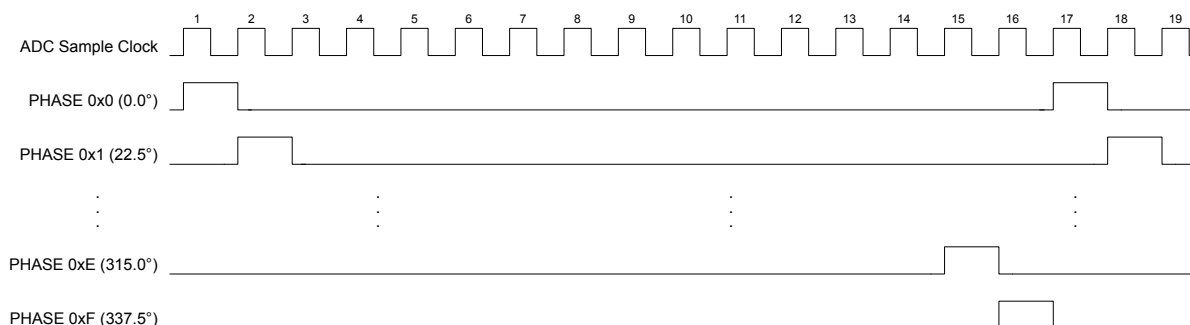 1 2 3 4 5 6 7 8 9 10 11 12 13 14 15 16 17 18 19
ADC Sample Clock
PHASE 0x0 (0.0°)
PHASE 0x1 (22.5°)
PHASE 0xE (315.0°)
PHASE 0xF (337.5°)